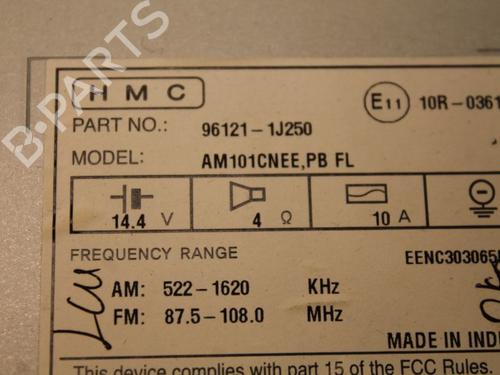 B-PARTS
HMC
E11 10R-0361
PART NO.: 96121-1J250
MODEL: AM101CNEE,PB FL
14.4 V 4 Ω 10 A
FREQUENCY RANGE
AM: 522-1620 KHz
FM: 87.5-108.0 MHz
EENC303065
MADE IN INDI
This device complies with part 15 of the FCC Rules.